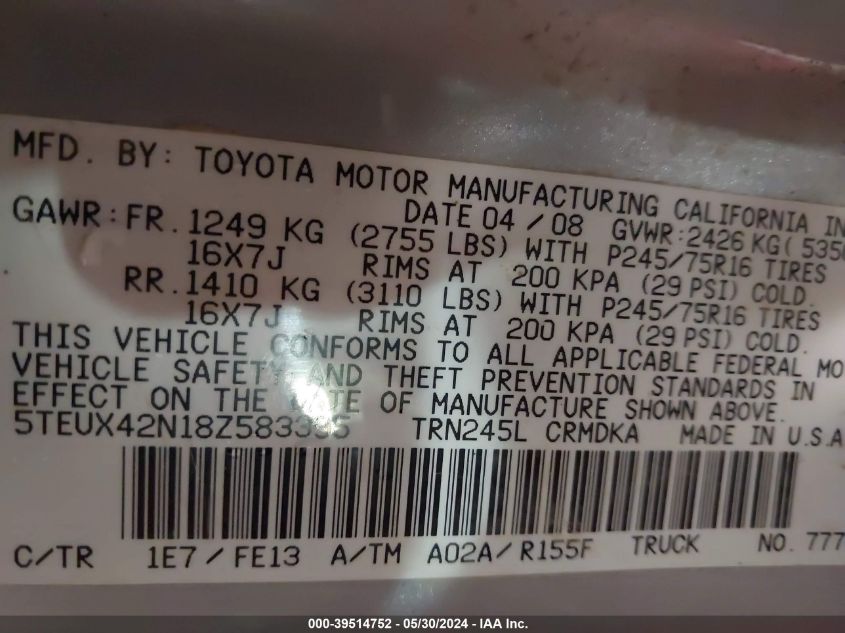 MFD. BY: TOYOTA MOTOR MANUFACTURING CALIFORNIA IN
DATE 04 / 08 GVWR: 2426 KG( 535
GAWR: FR. 1249 KG (2755 LBS) WITH P245/75R16 TIRES
16X7J RIMS AT 200 KPA (29 PSI) COLD.
RR. 1410 KG (3110 LBS) WITH P245/75R16 TIRES
16X7J RIMS AT 200 KPA (29 PSI) COLD.
THIS VEHICLE CONFORMS TO ALL APPLICABLE FEDERAL MO
VEHICLE SAFETY AND THEFT PREVENTION STANDARDS IN
EFFECT ON THE DATE OF MANUFACTURE SHOWN ABOVE.
TRN245L CRMDKA MADE IN U.S.A
C/TR 1E7 / FE13 A/TM A02A/ R155F TRUCK NO. 777
000-39514752 - 05/30/2024 - IAA Inc.